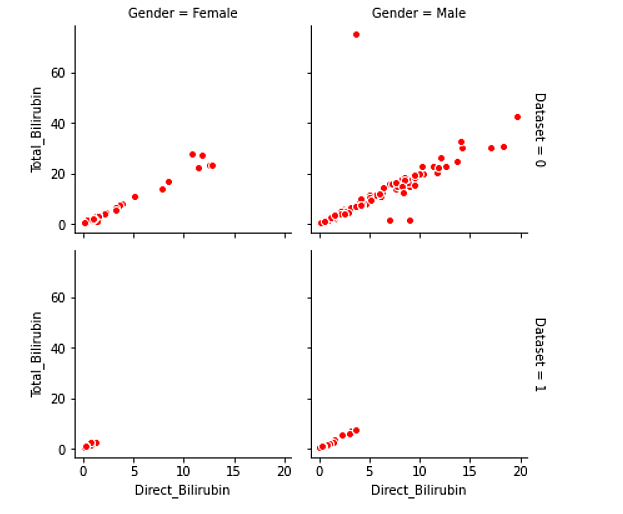 Gender = Female
Gender = Male
60
40
20
0
Total_Bilirubin
Dataset = 0
60
40
20
0
Total_Bilirubin
Dataset = 1
0 5 10 15 20
0 5 10 15 20
Direct_Bilirubin
Direct_Bilirubin